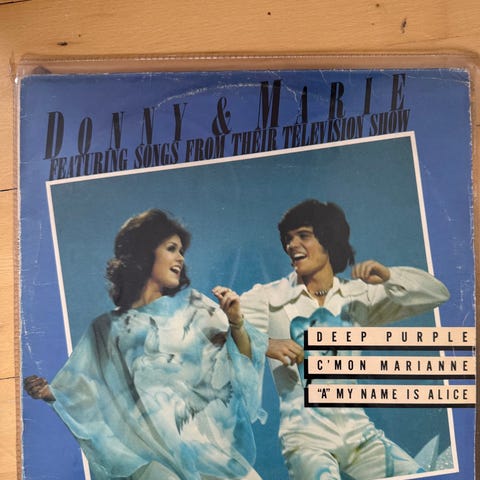 DONNY & MARIE
FEATURING SONGS FROM THEIR TELEVISION SHOW
DEEP PURPLE
C'MON MARIANNE
"A" MY NAME IS ALICE